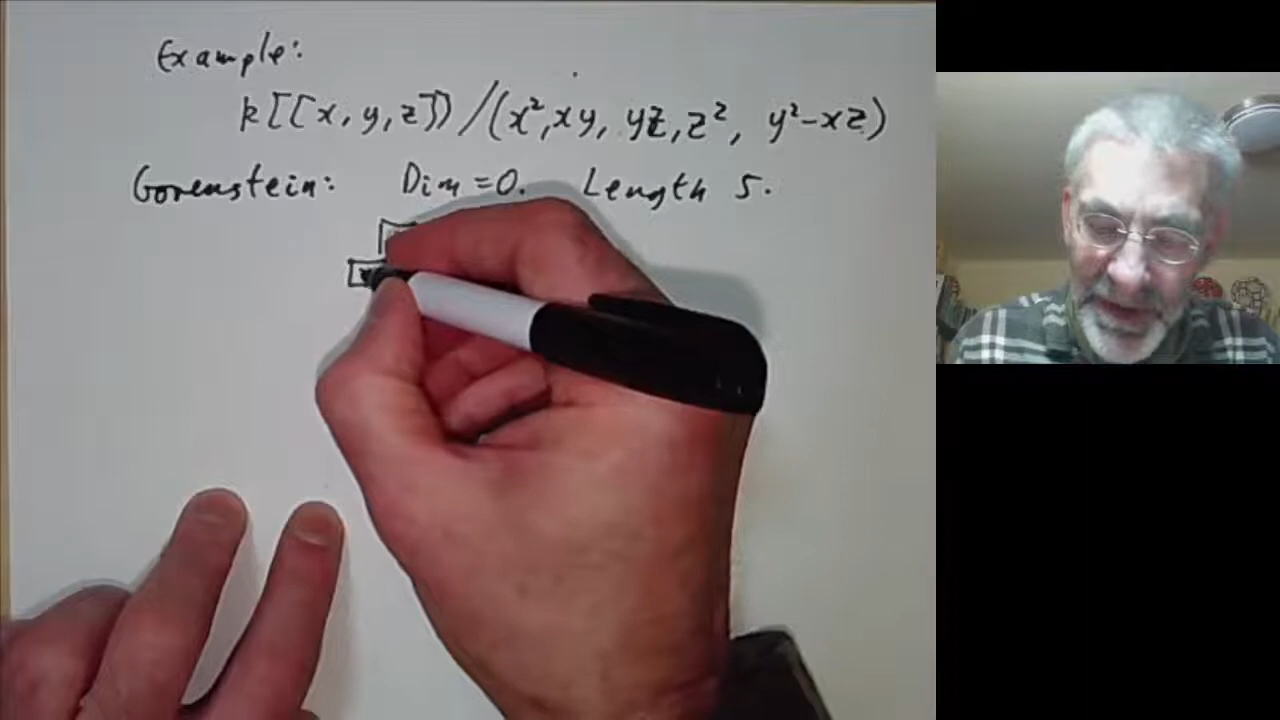 Example:
k[[x, y, z]]/(x², xy, yz, z², y²-xz)
Gorenstein: Dim = 0. Length 5.